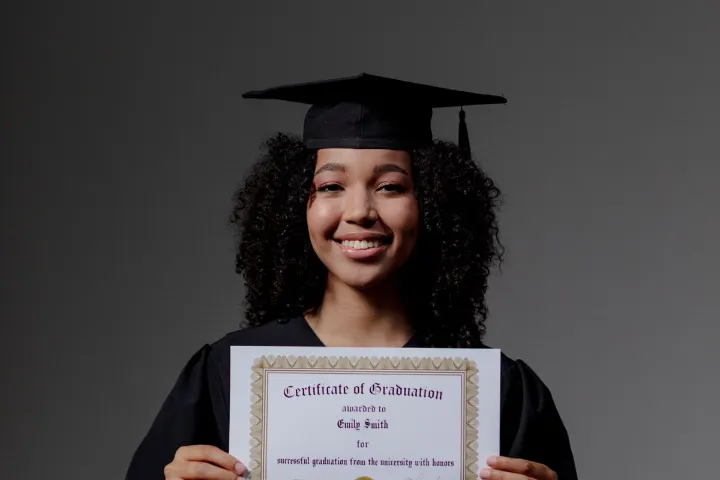 Certificate of Graduation
awarded to
Emily Smith
for
successful graduation from the university with honors